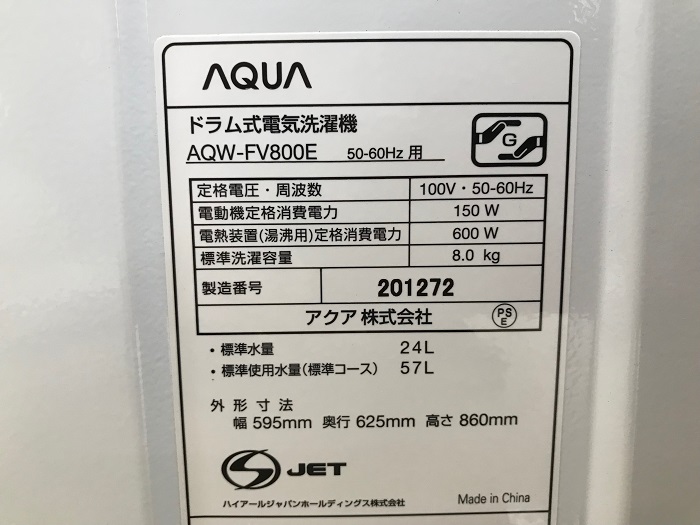 AQUA
ドラム式電気洗濯機
AQW-FV800E 50-60Hz 用
G
定格電圧・周波数 100V・50-60Hz
電動機定格消費電力 150 W
電熱装置(湯沸用)定格消費電力 600 W
標準洗濯容量 8.0 kg
製造番号 201272
アクア 株式会社 PS E
・標準水量 24L
・標準使用水量(標準コース) 57L
外 形 寸 法
幅 595mm 奥行 625mm 高さ 860mm
S JET
ハイアールジャパンホールディングス株式会社 Made in China